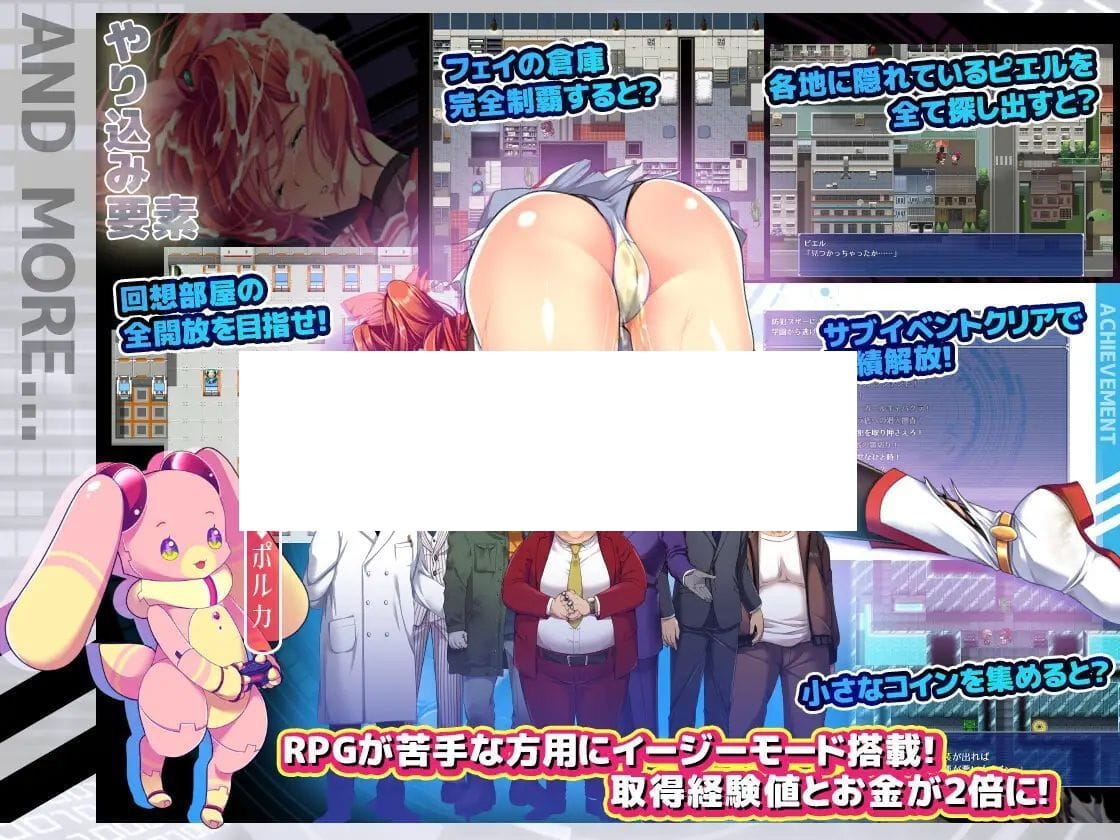 AND MORE...
やり込み
要素
フェイの倉庫
完全制覇すると？
各地に隠れているピエルを
全て探し出すと？
ピエル
「見つかっちゃったか……」
回想部屋の
全開放を目指せ！
サブイベントクリアで
績解放！
ACHIEVEMENT
ポルカ
小さなコインを集めると？
RPGが苦手な方用にイージーモード搭載！
取得経験値とお金が2倍に！